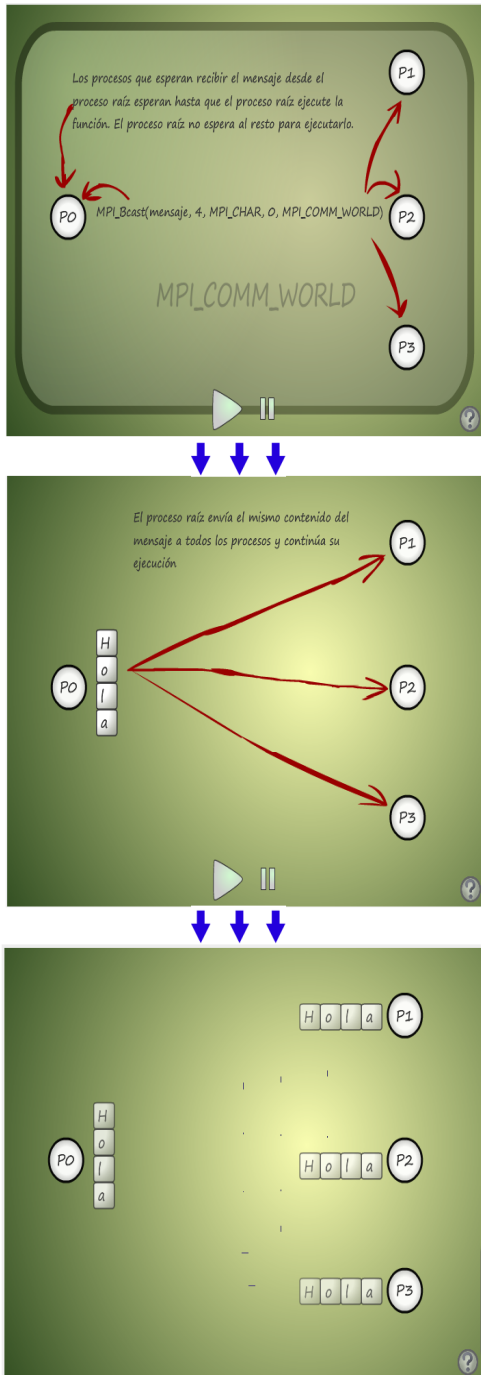 Los procesos que esperan recibir el mensaje desde el
proceso raíz esperan hasta que el proceso raíz ejecute la
función. El proceso raíz no espera al resto para ejecutarlo.
P1
P0
MPI_Bcast(mensaje, 4, MPI_CHAR, 0, MPI_COMM_WORLD)
P2
MPI_COMM_WORLD
P3
?
El proceso raíz envía el mismo contenido del
mensaje a todos los procesos y continúa su
ejecución
P1
H
o
l
a
P0
P2
P3
?
H o l a
P1
H
o
l
a
P0
H o l a
P2
H o l a
P3
?